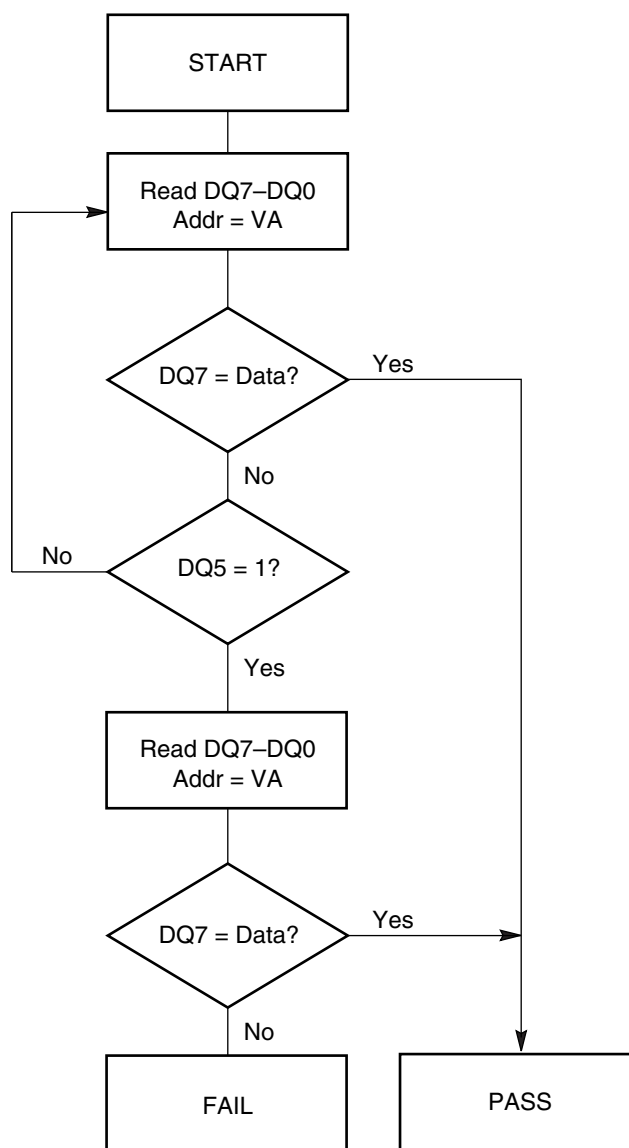 START
Read DQ7–DQ0
Addr = VA
DQ7 = Data?
Yes
No
No
DQ5 = 1?
Yes
Read DQ7–DQ0
Addr = VA
DQ7 = Data?
Yes
No
FAIL
PASS